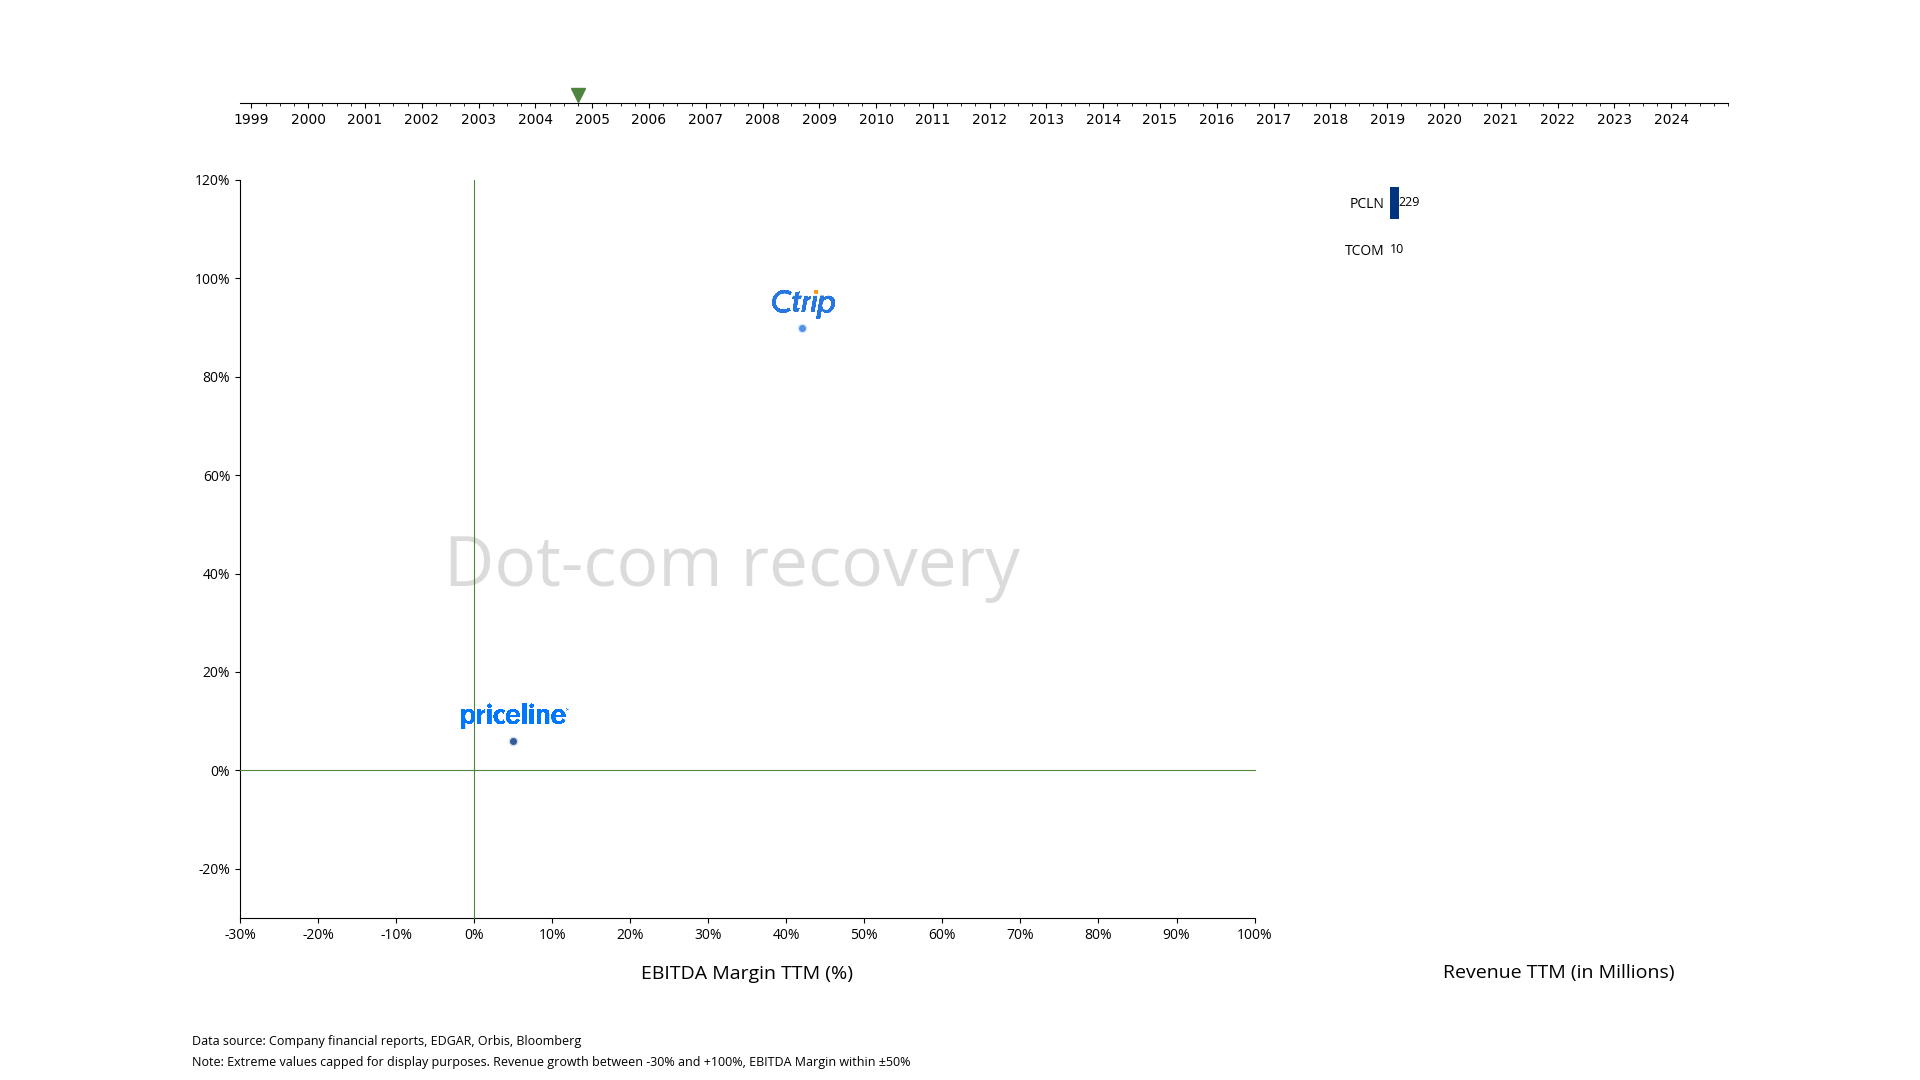 1999 2000 2001 2002 2003 2004 2005 2006 2007 2008 2009 2010 2011 2012 2013 2014 2015 2016 2017 2018 2019 2020 2021 2022 2023 2024
120%
100%
80%
60%
40%
20%
0%
-20%
Ctrip
Dot-com recovery
priceline
-30% -20% -10% 0% 10% 20% 30% 40% 50% 60% 70% 80% 90% 100%
EBITDA Margin TTM (%)
PCLN 229
TCOM 10
Revenue TTM (in Millions)
Data source: Company financial reports, EDGAR, Orbis, Bloomberg
Note: Extreme values capped for display purposes. Revenue growth between -30% and +100%, EBITDA Margin within ±50%